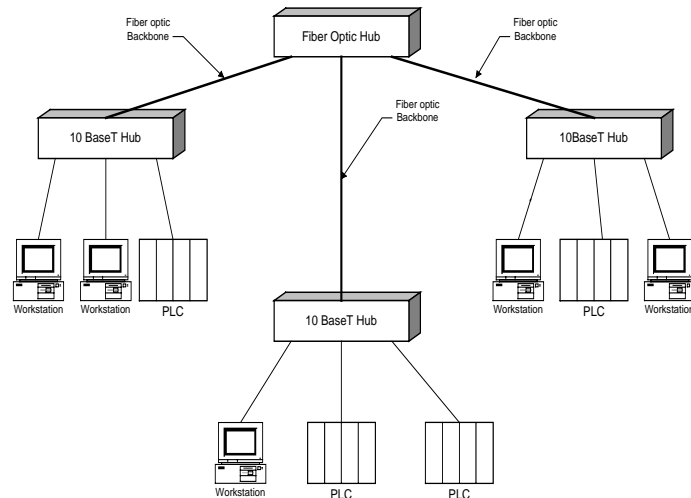 Fiber optic
Backbone
Fiber Optic Hub
Fiber optic
Backbone
10 BaseT Hub
Fiber optic
Backbone
10BaseT Hub
Workstation
Workstation
PLC
Workstation
PLC
Workstation
10 BaseT Hub
Workstation
PLC
PLC